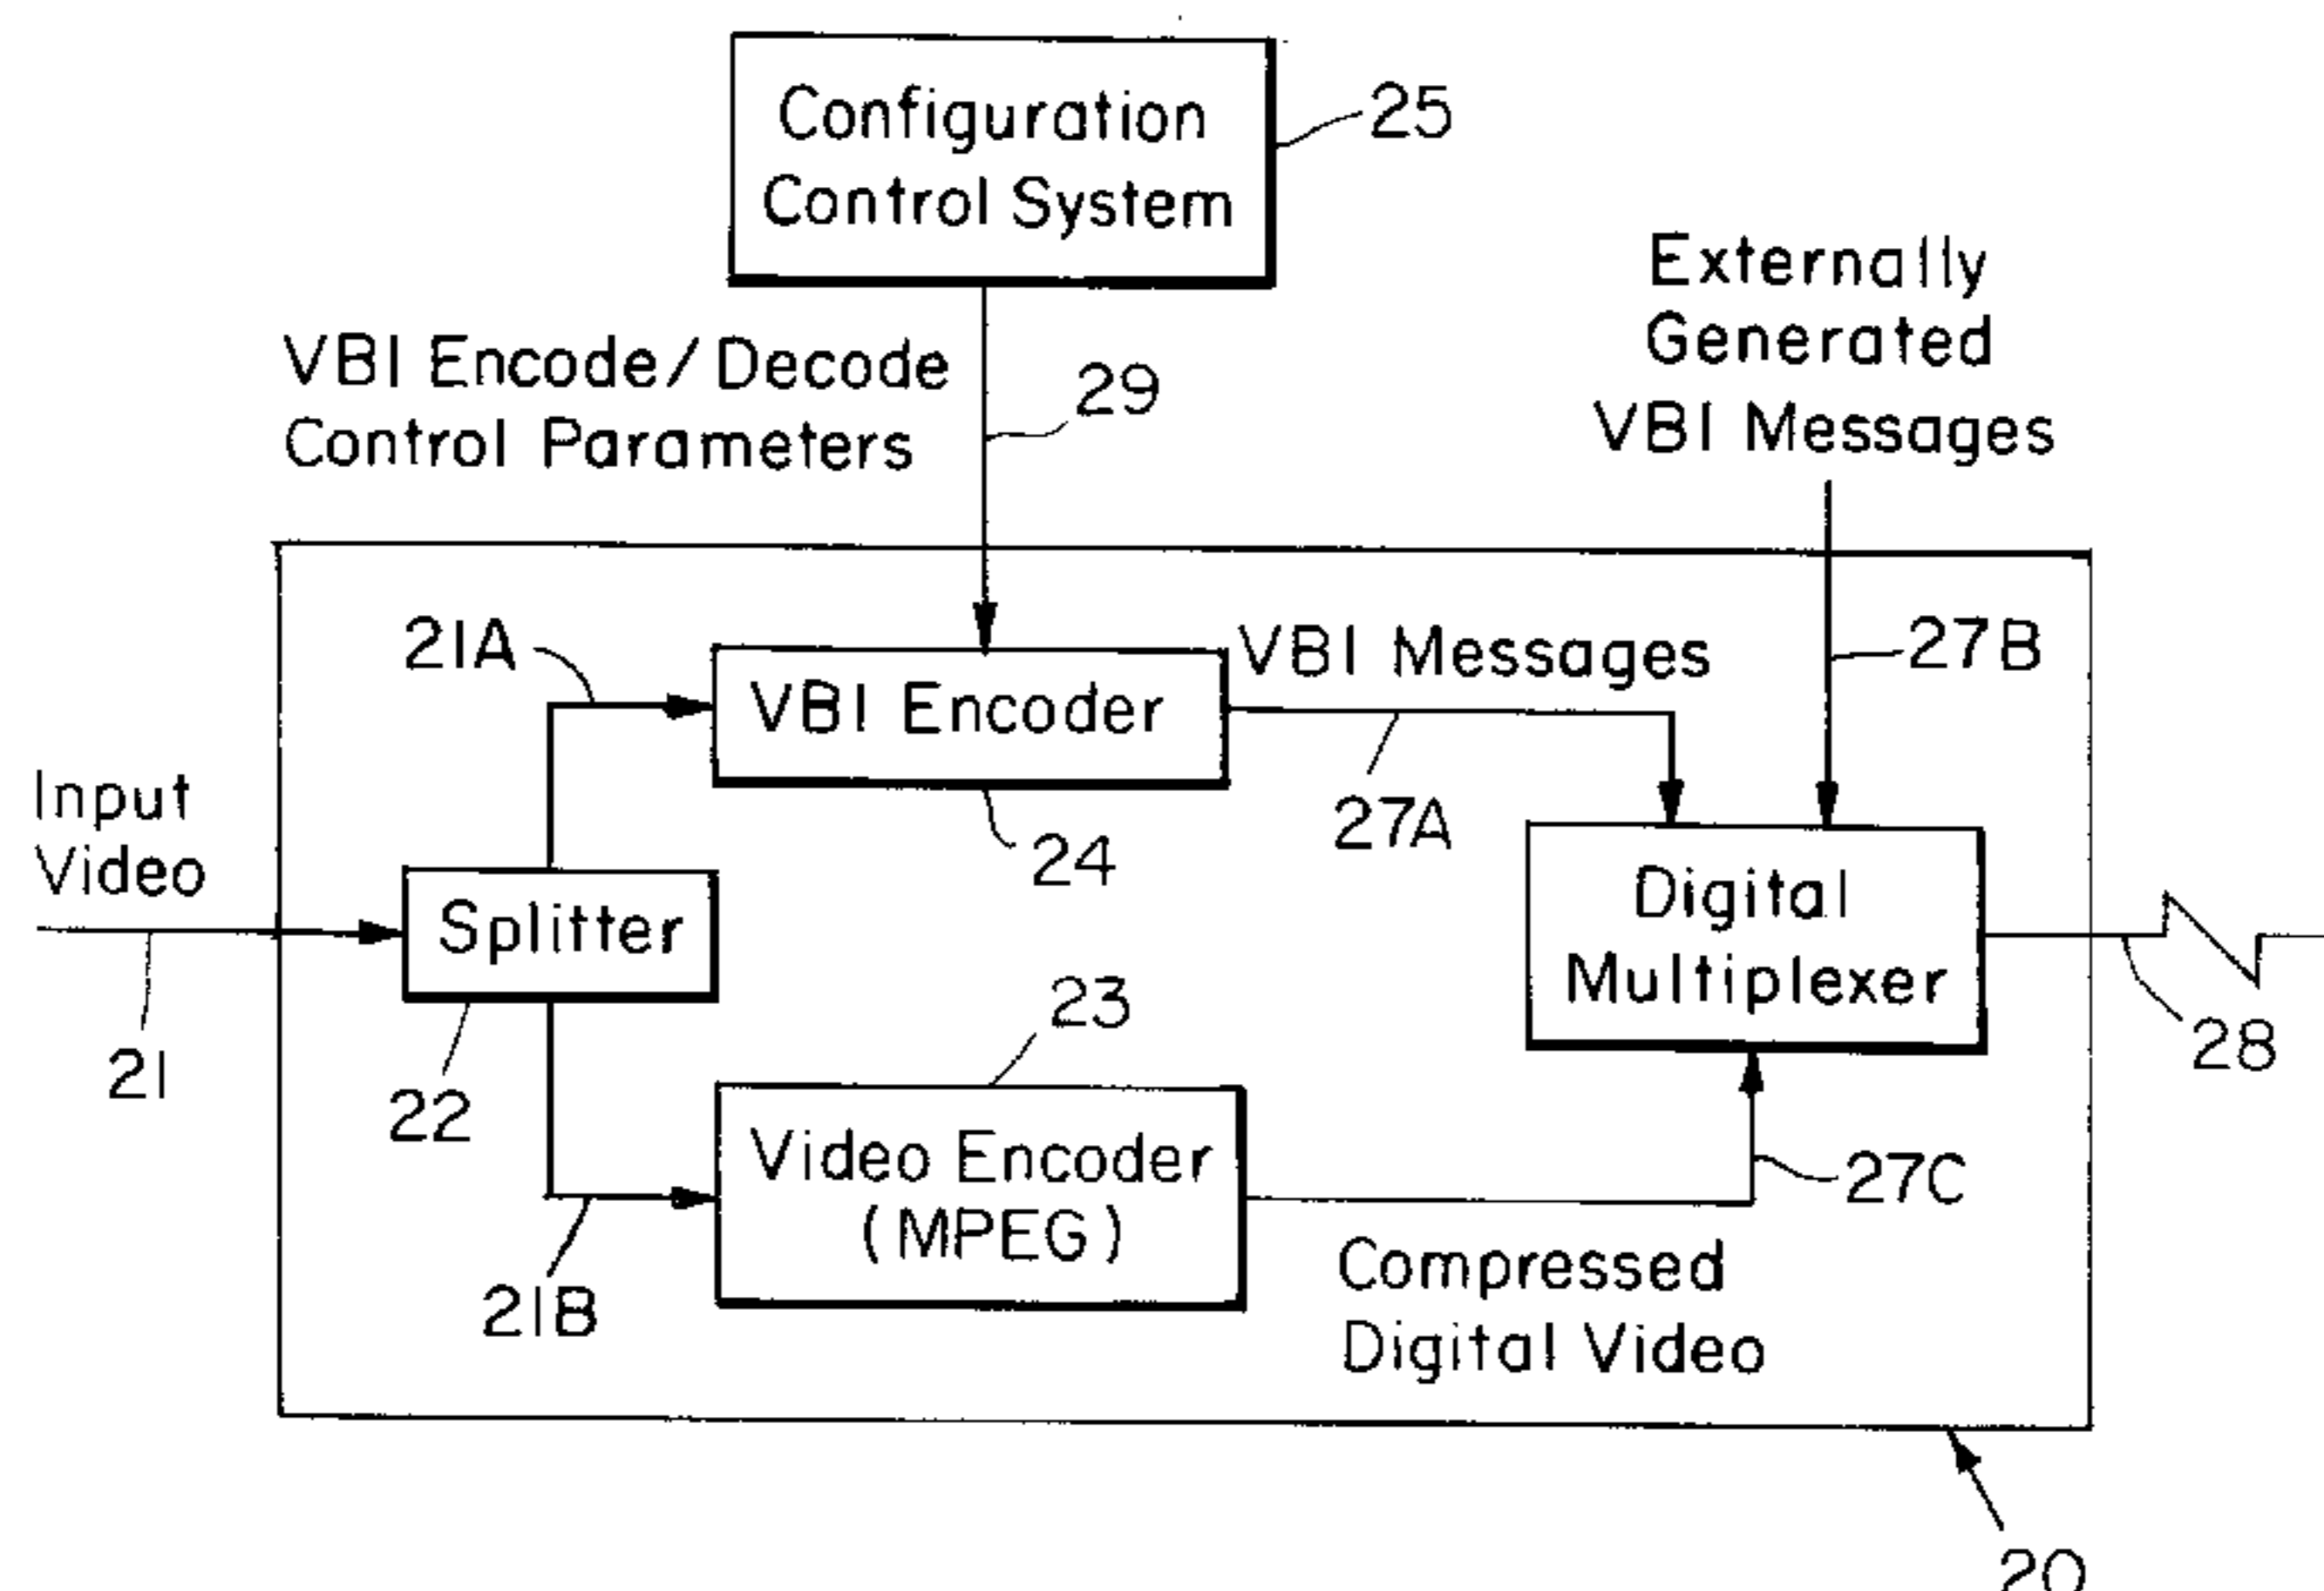 Configuration
Control System
25
Externally
Generated
VBI Messages
VBI Encode/Decode
Control Parameters
29
21A
VBI Encoder
VBI Messages
27B
Input
Video
27A
24
Splitter
Digital
Multiplexer
21
22
23
28
Video Encoder
(MPEG)
27C
21B
Compressed
Digital Video
20